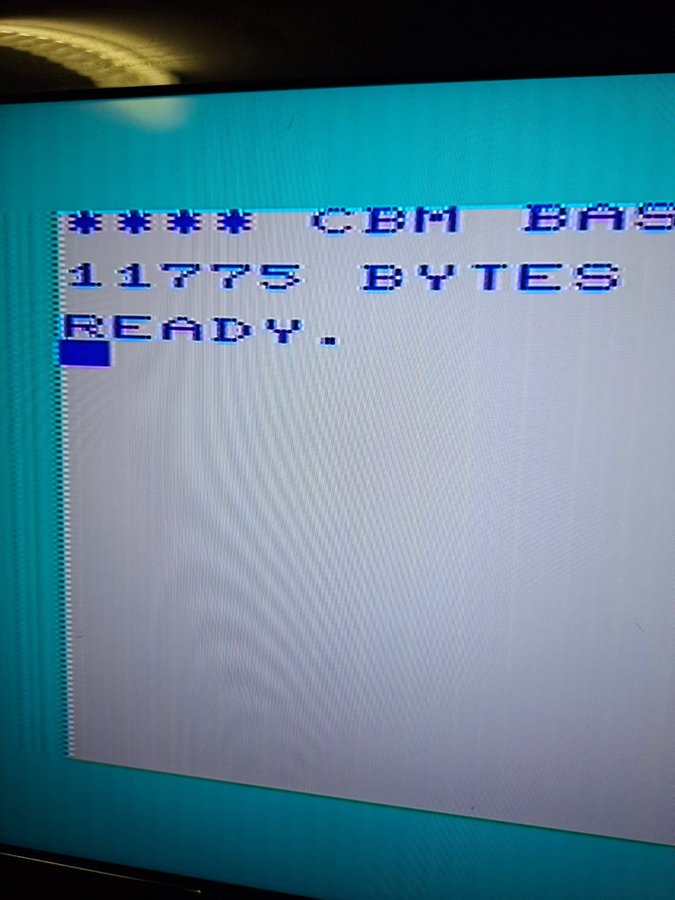 **** CBM BAS
11775 BYTES
READY.